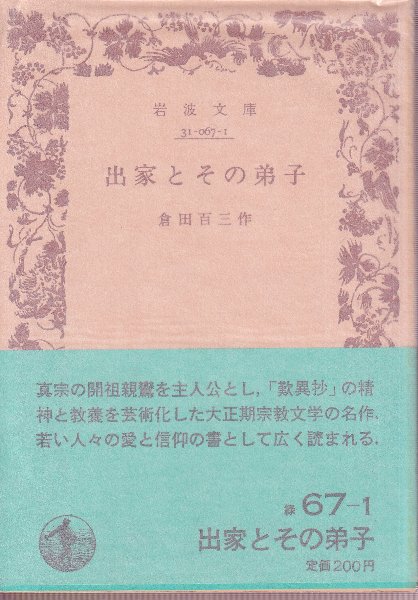 岩波文庫
31-067-1
出家とその弟子
倉田百三作
真宗の開祖親鸞を主人公とし,「歎異抄」の精
神と教義を芸術化した大正期宗教文学の名作.
若い人々の愛と信仰の書として広く読まれる.
緑 67-1
出家とその弟子
定価200円